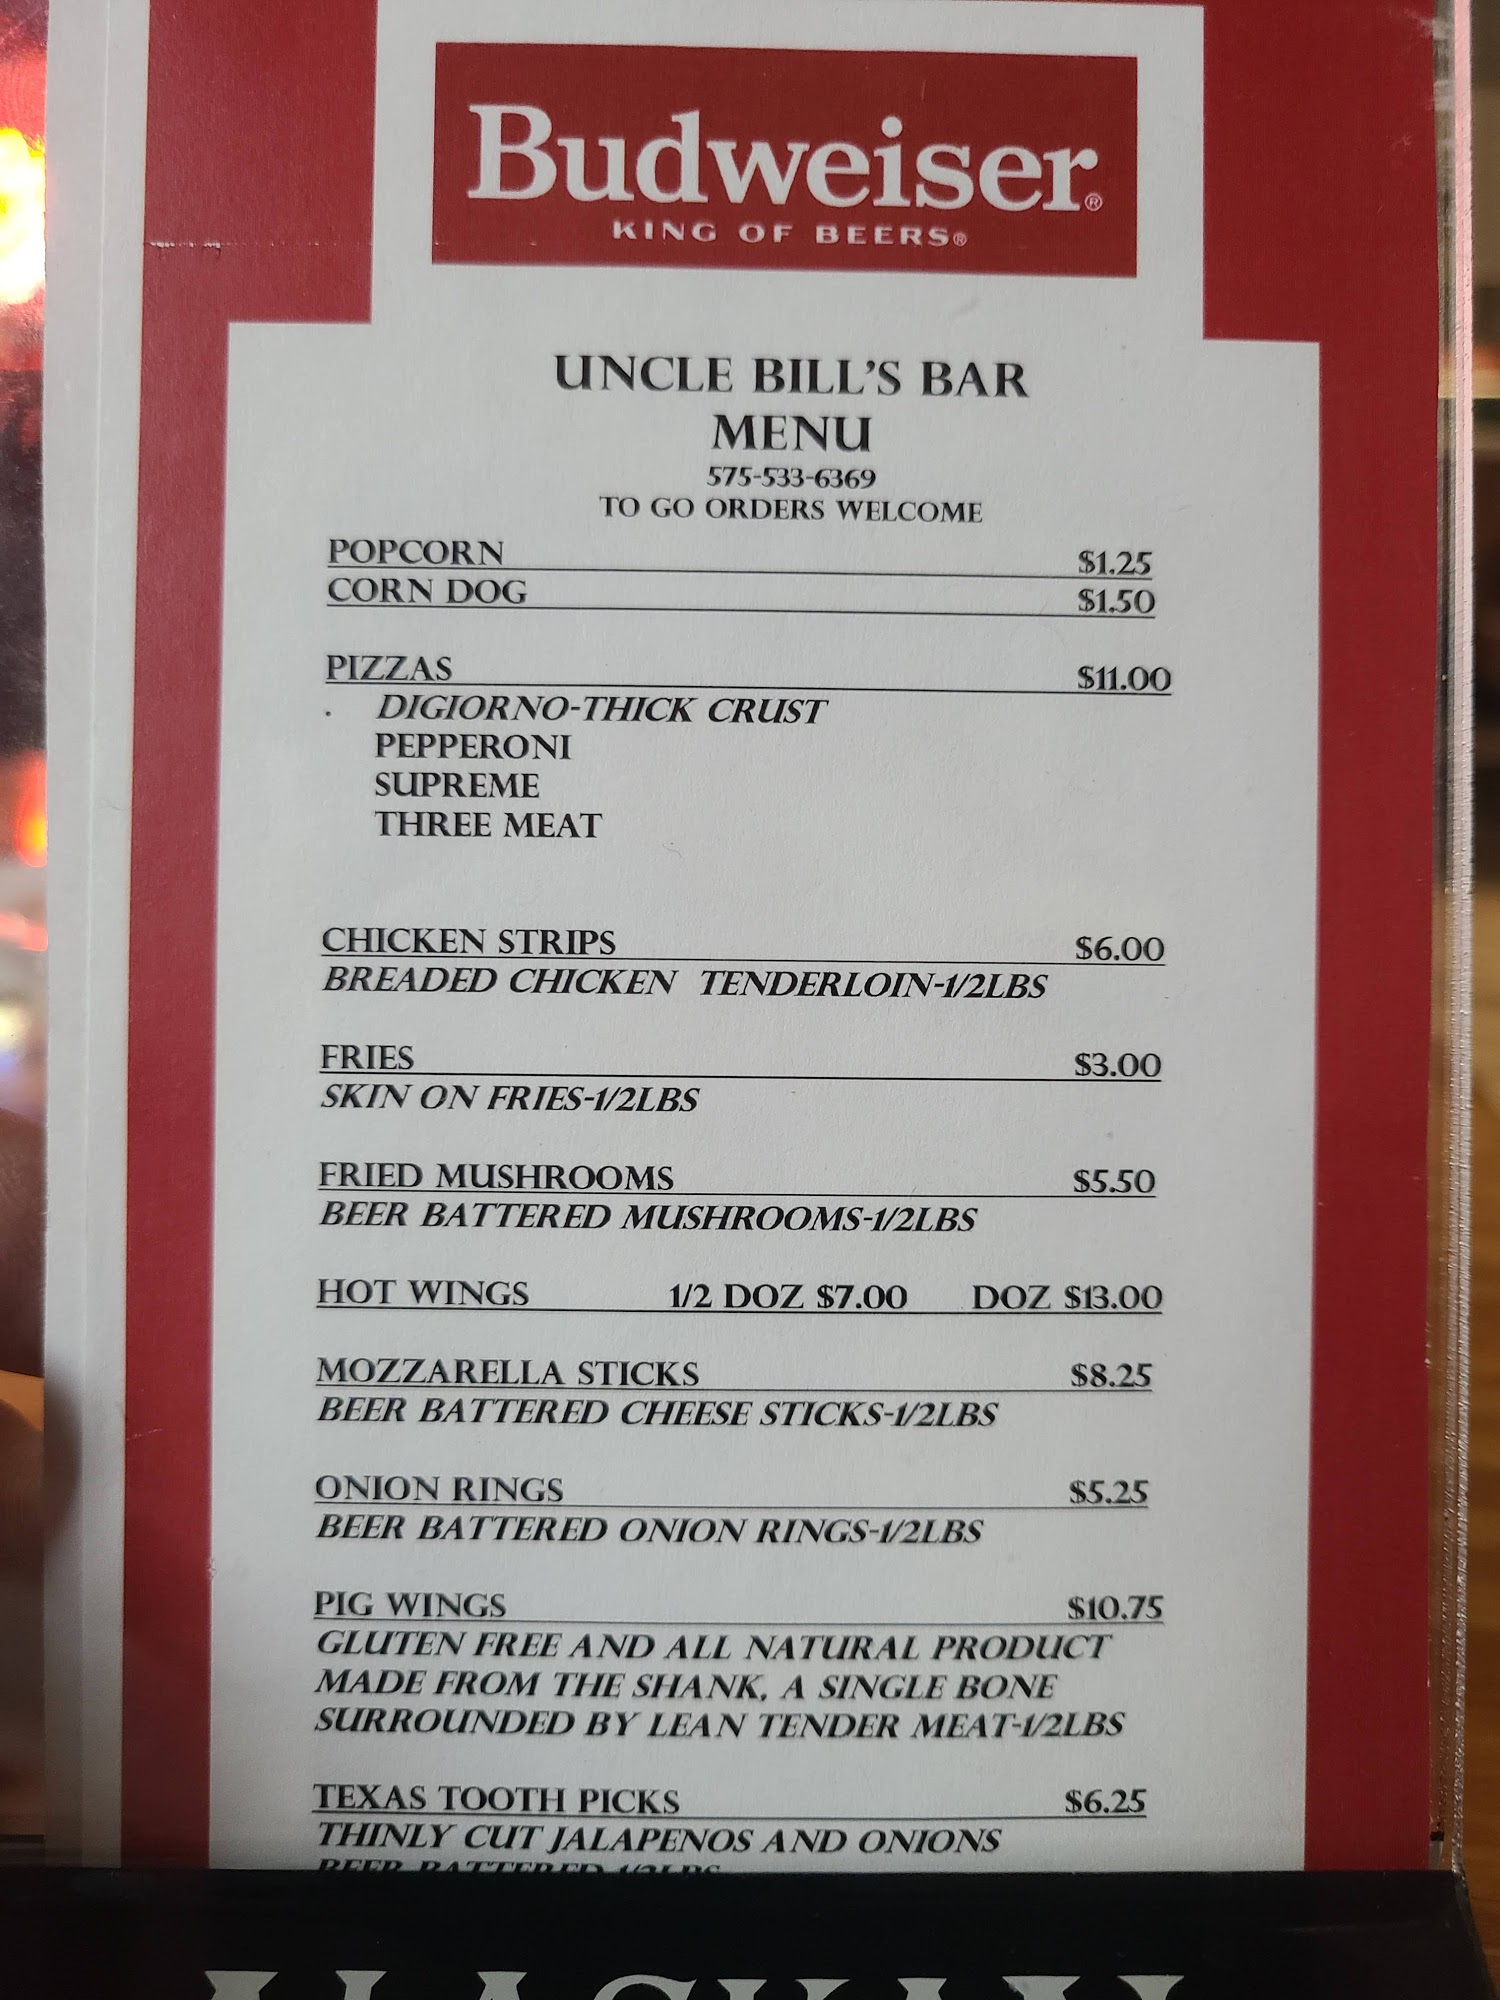 Budweiser®
KING OF BEERS®
UNCLE BILL'S BAR
MENU
575-533-6369
TO GO ORDERS WELCOME
POPCORN $1.25
CORN DOG $1.50
PIZZAS $11.00
. DIGIORNO-THICK CRUST
PEPPERONI
SUPREME
THREE MEAT
CHICKEN STRIPS $6.00
BREADED CHICKEN TENDERLOIN-1/2LBS
FRIES $3.00
SKIN ON FRIES-1/2LBS
FRIED MUSHROOMS $5.50
BEER BATTERED MUSHROOMS-1/2LBS
HOT WINGS 1/2 DOZ $7.00 DOZ $13.00
MOZZARELLA STICKS $8.25
BEER BATTERED CHEESE STICKS-1/2LBS
ONION RINGS $5.25
BEER BATTERED ONION RINGS-1/2LBS
PIG WINGS $10.75
GLUTEN FREE AND ALL NATURAL PRODUCT
MADE FROM THE SHANK, A SINGLE BONE
SURROUNDED BY LEAN TENDER MEAT-1/2LBS
TEXAS TOOTH PICKS $6.25
THINLY CUT JALAPENOS AND ONIONS
BEER BATTERED 1/2LBS
ALASKAN